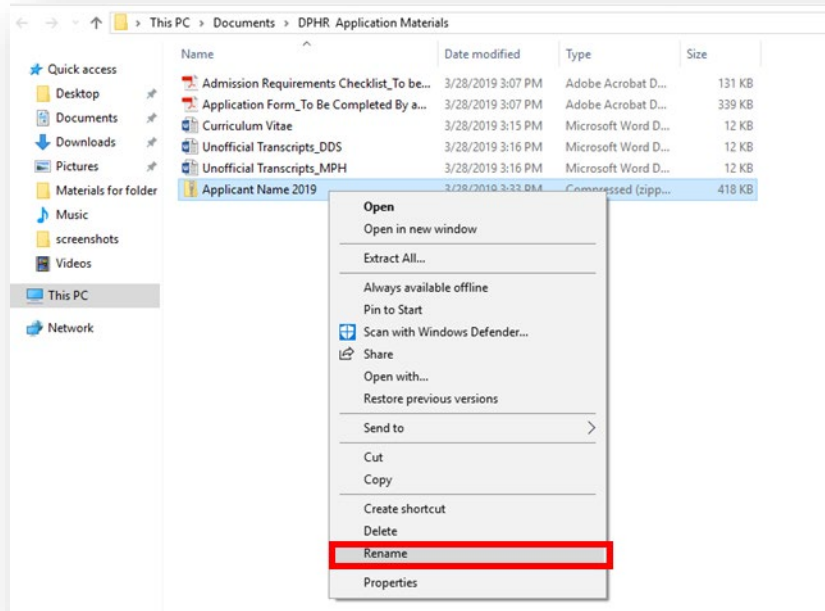 This PC > Documents > DPHR Application Materials
Name Date modified Type Size
Quick access
Desktop
Documents
Downloads
Pictures
Materials for folder
Music
screenshots
Videos
This PC
Network
Admission Requirements Checklist_To be... 3/28/2019 3:07 PM Adobe Acrobat D... 131 KB
Application Form_To Be Completed By a... 3/28/2019 3:07 PM Adobe Acrobat D... 339 KB
Curriculum Vitae 3/28/2019 3:15 PM Microsoft Word D... 12 KB
Unofficial Transcripts_DDS 3/28/2019 3:16 PM Microsoft Word D... 12 KB
Unofficial Transcripts_MPH 3/28/2019 3:16 PM Microsoft Word D... 12 KB
Applicant Name 2019 3/28/2019 3:33 PM Compressed (zipp... 418 KB
Open
Open in new window
Extract All...
Always available offline
Pin to Start
Scan with Windows Defender...
Share
Open with...
Restore previous versions
Send to
Cut
Copy
Create shortcut
Delete
Rename
Properties